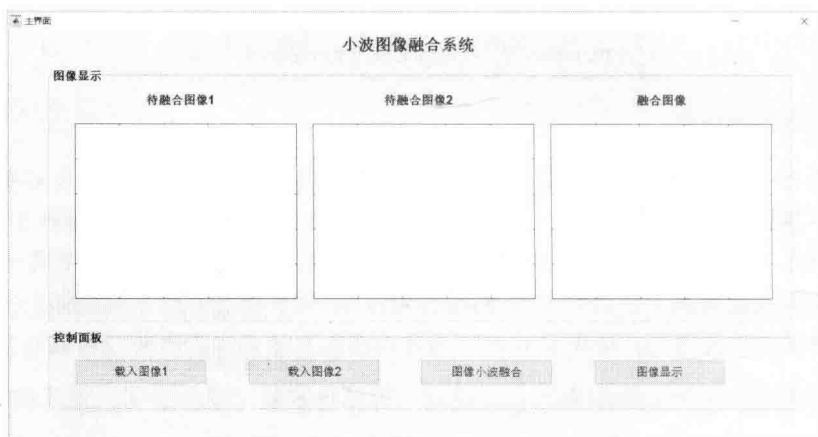 主界面
小波图像融合系统
图像显示
待融合图像1 待融合图像2 融合图像
控制面板
载入图像1 载入图像2 图像小波融合 图像显示